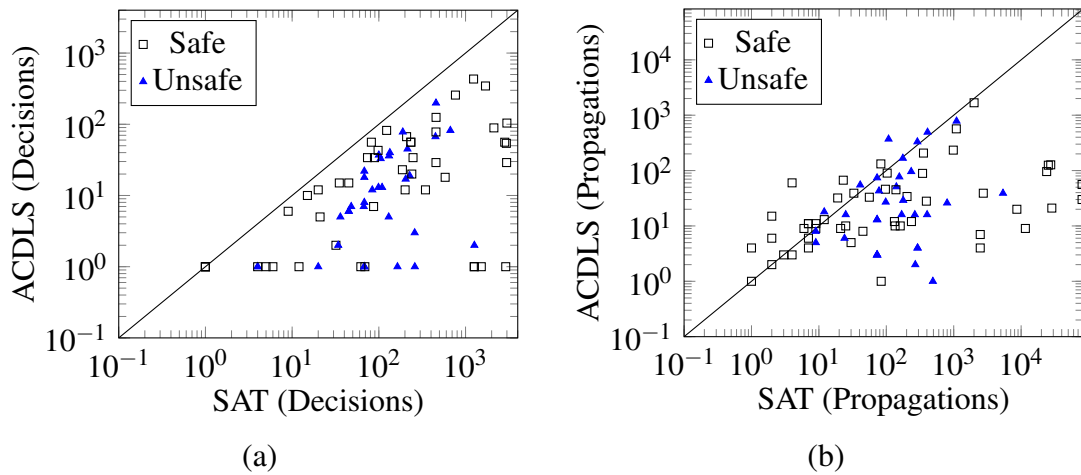 Safe
Unsafe
ACDLS (Decisions)
10^3
10^2
10^1
10^0
10^−1
10^−1 10^0 10^1 10^2 10^3
SAT (Decisions)
(a)
Safe
Unsafe
ACDLS (Propagations)
10^4
10^3
10^2
10^1
10^0
10^−1
10^−1 10^0 10^1 10^2 10^3 10^4
SAT (Propagations)
(b)